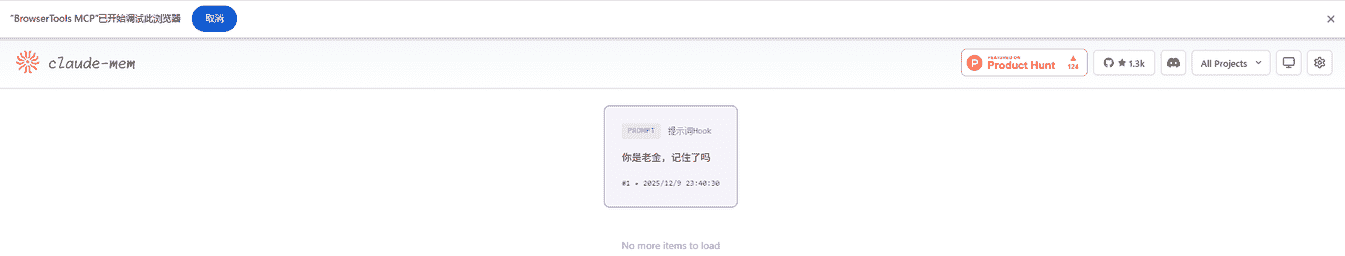 "BrowserTools MCP"已开始调试此浏览器 取消
claude-mem
FEATURED ON
Product Hunt
126
1.3k
All Projects
PROMPT 提示词Hook
你是老金，记住了吗
#1 • 2025/12/9 23:40:30
No more items to load